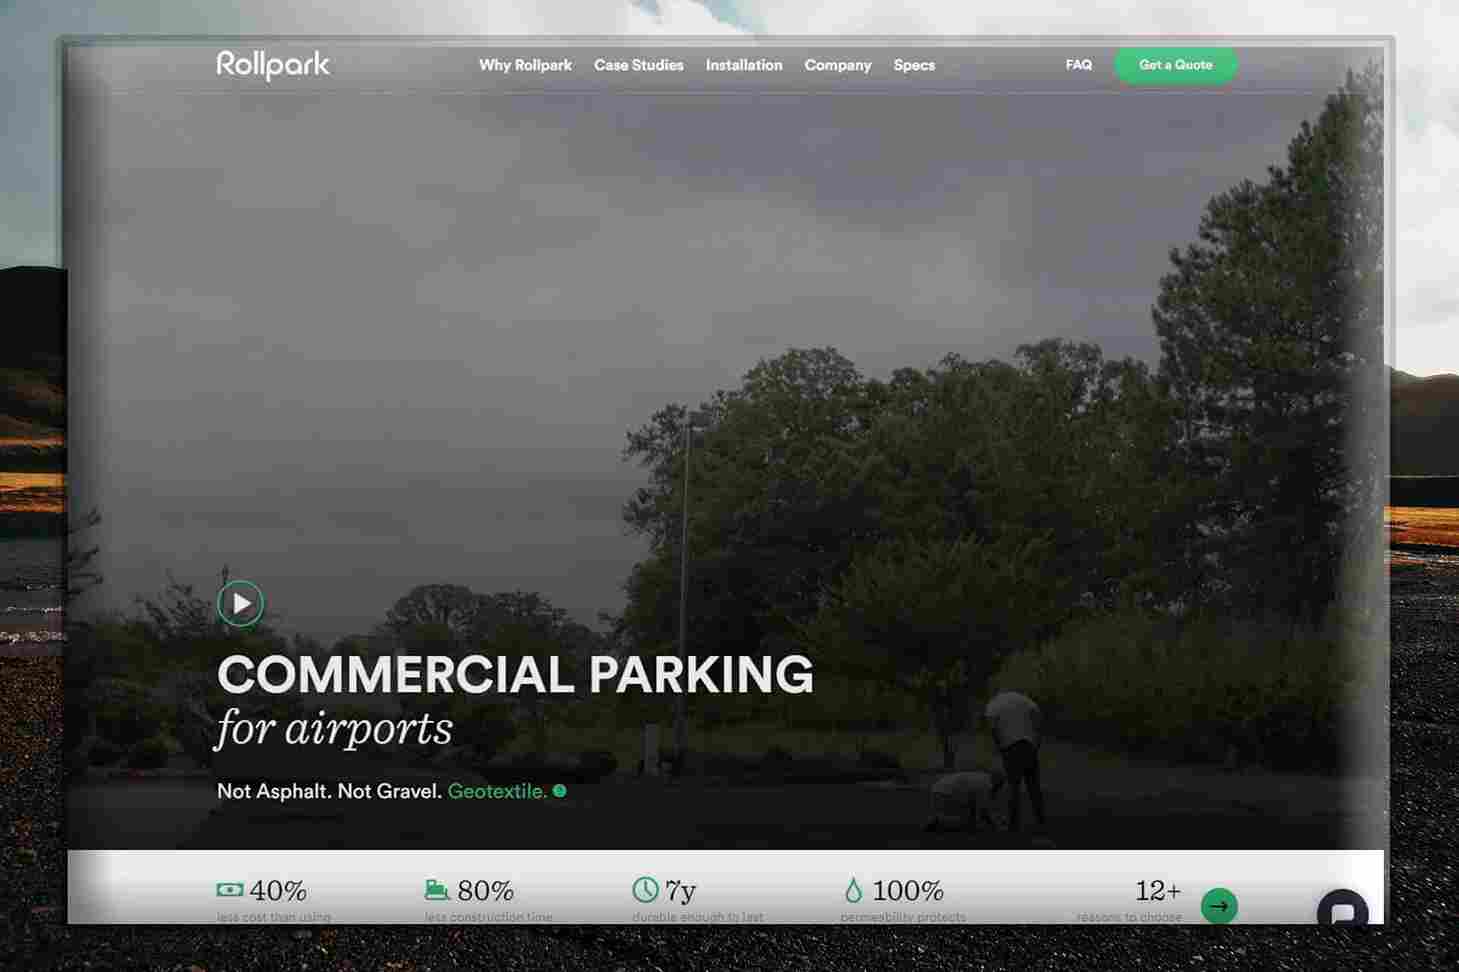 Rollpark
Why Rollpark Case Studies Installation Company Specs
FAQ Get a Quote
COMMERCIAL PARKING
for airports
Not Asphalt. Not Gravel. Geotextile.
40% 80% 7y 100% 12+
less cost than using less construction time durable enough to last permeability protects reasons to choose